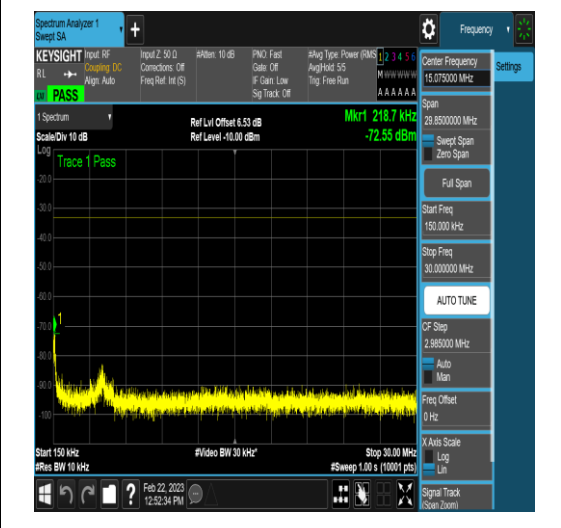 Spectrum Analyzer 1
Swept SA
+
Frequency
KEYSIGHT Input: RF
RL
Coupling: DC
Align: Auto
Input Z: 50 Ω
Corrections: Off
Freq Ref: Int (S)
#Atten: 10 dB
PNO: Fast
Gate: Off
IF Gain: Low
Sig Track: Off
#Avg Type: Power (RMS
Avg|Hold: 5/5
Trig: Free Run
1 2 3 4 5 6
M W W W W W
A A A A A A
PASS
1 Spectrum
Scale/Div 10 dB
Ref Lvl Offset 6.53 dB
Ref Level -10.00 dBm
Mkr1 218.7 kHz
-72.55 dBm
Log
Trace 1 Pass
-20.0
-30.0
-40.0
-50.0
-60.0
-70.0
1
-80.0
-90.0
-100
Start 150 kHz
#Res BW 10 kHz
#Video BW 30 kHz*
Stop 30.00 MHz
#Sweep 1.00 s (10001 pts)
?
Feb 22, 2023
12:52:34 PM
Center Frequency
15.075000 MHz
Settings
Span
29.8500000 MHz
Swept Span
Zero Span
Full Span
Start Freq
150.000 kHz
Stop Freq
30.000000 MHz
AUTO TUNE
CF Step
2.985000 MHz
Auto
Man
Freq Offset
0 Hz
X Axis Scale
Log
Lin
Signal Track
(Span Zoom)